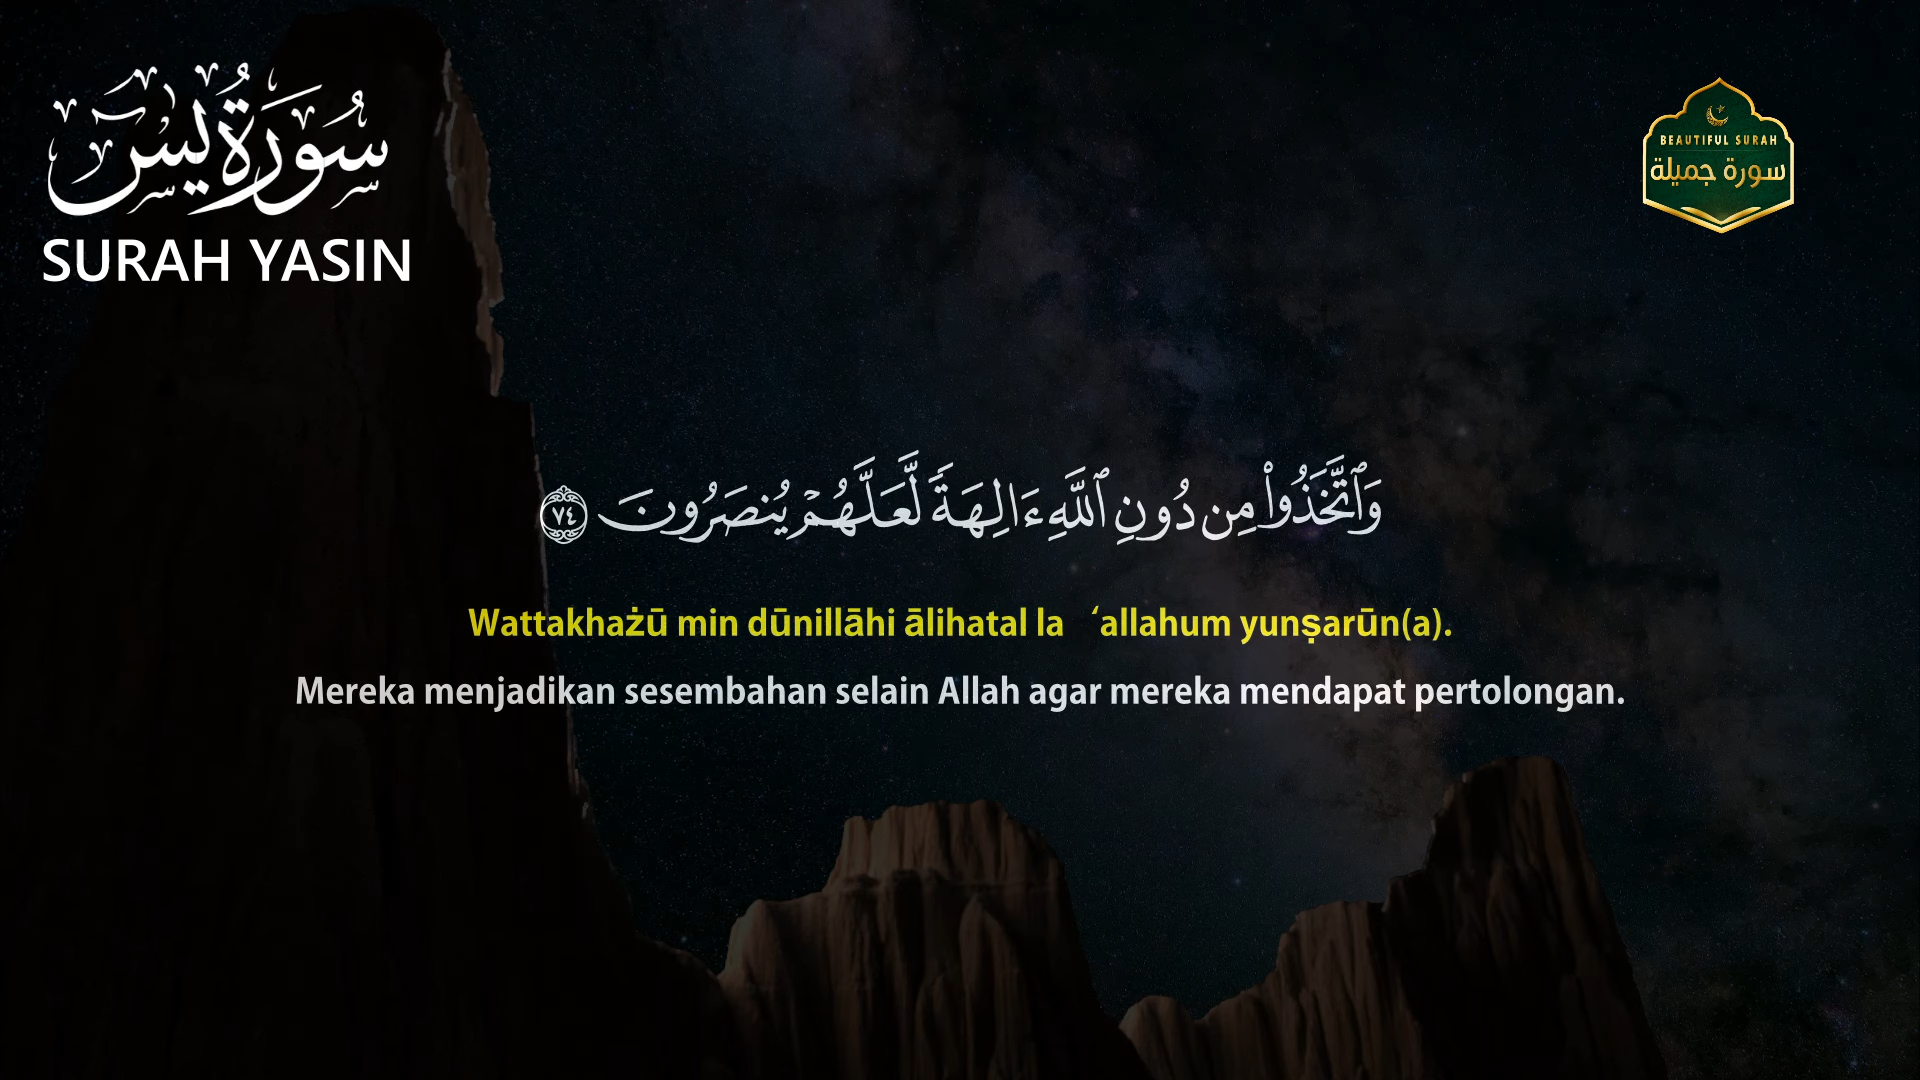 سُورَةُ يسٓ
SURAH YASIN
BEAUTIFUL SURAH
سورة جميلة
وَٱتَّخَذُوا۟ مِن دُونِ ٱللَّهِ ءَالِهَةً لَّعَلَّهُمْ يُنصَرُونَ ٧٤
Wattakhażū min dūnillāhi ālihatal la ‘allahum yunṣarūn(a).
Mereka menjadikan sesembahan selain Allah agar mereka mendapat pertolongan.